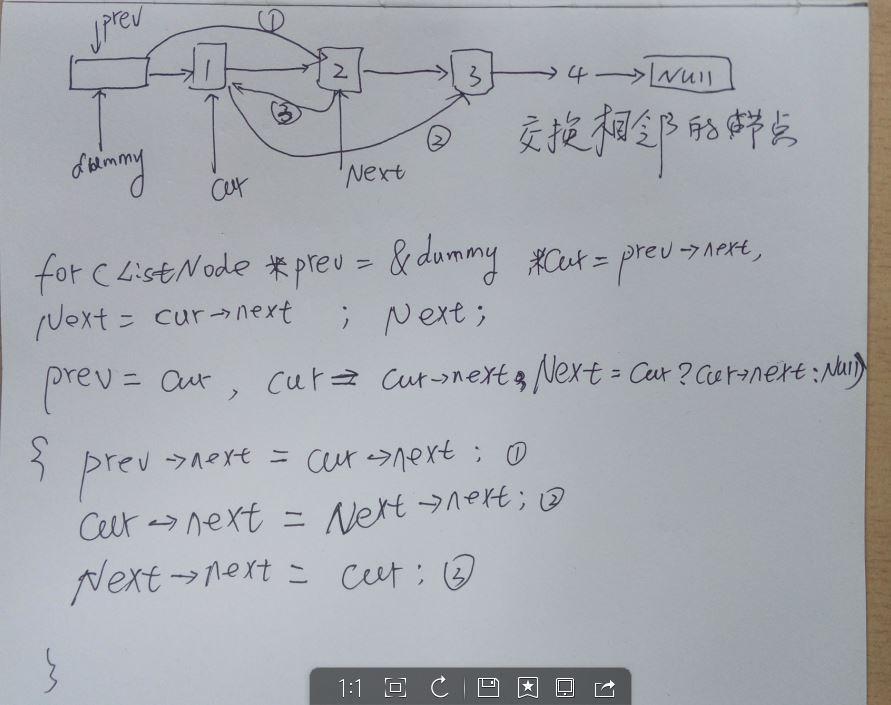 prev ①
1 2 3 → 4 → Null
③
②
dummy cur Next
交换相邻的节点
for ( ListNode *prev = &dummy *cur = prev→next,
Next = cur→next ; Next;
prev = cur , cur = cur→next, Next = cur ? cur→next : Null)
{ prev→next = cur→next ; ①
cur→next = Next→next; ②
Next→next = cur ; ③
}
1:1